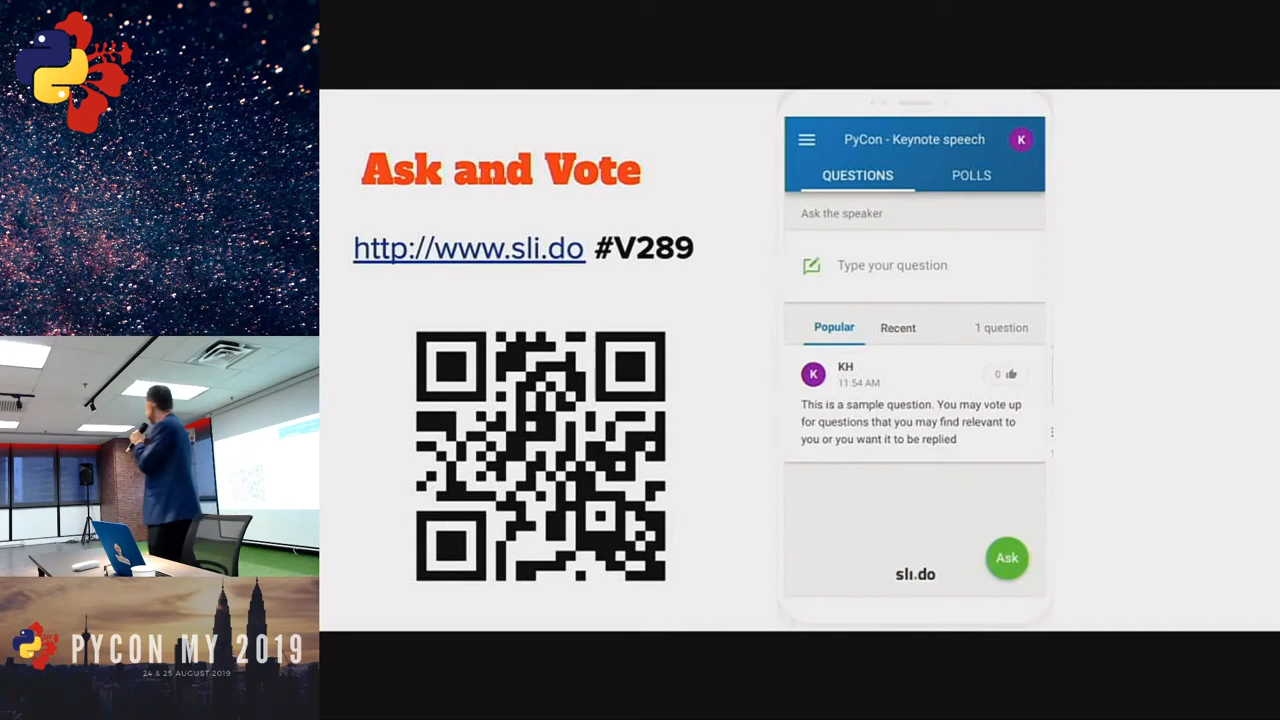 Ask and Vote
http://www.sli.do #V289
PyCon - Keynote speech
K
QUESTIONS
POLLS
Ask the speaker
Type your question
Popular
Recent
1 question
K
KH
11:54 AM
0
This is a sample question. You may vote up
for questions that you may find relevant to
you or you want it to be replied
Ask
sli.do
PYCON MY 2019
24 & 25 AUGUST 2019